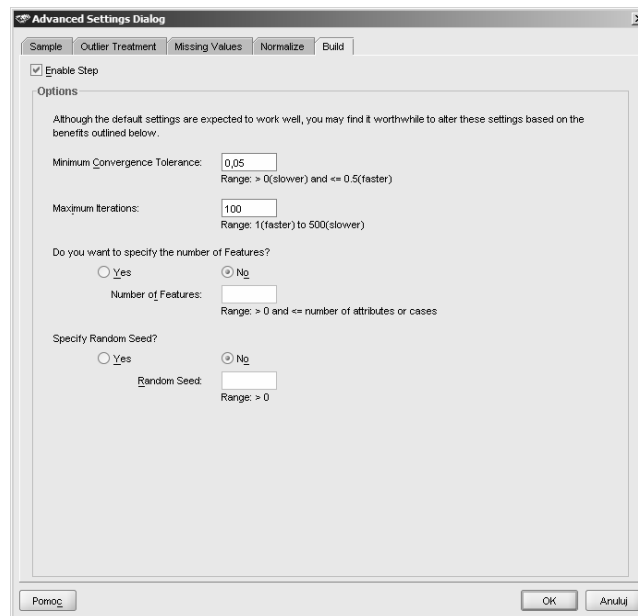 Advanced Settings Dialog
Sample Outlier Treatment Missing Values Normalize Build
Enable Step
Options
Although the default settings are expected to work well, you may find it worthwhile to alter these settings based on the
benefits outlined below.
Minimum Convergence Tolerance: 0,05
Range: > 0(slower) and <= 0.5(faster)
Maximum Iterations: 100
Range: 1(faster) to 500(slower)
Do you want to specify the number of Features?
Yes No
Number of Features:
Range: > 0 and <= number of attributes or cases
Specify Random Seed?
Yes No
Random Seed:
Range: > 0
Pomoc OK Anuluj